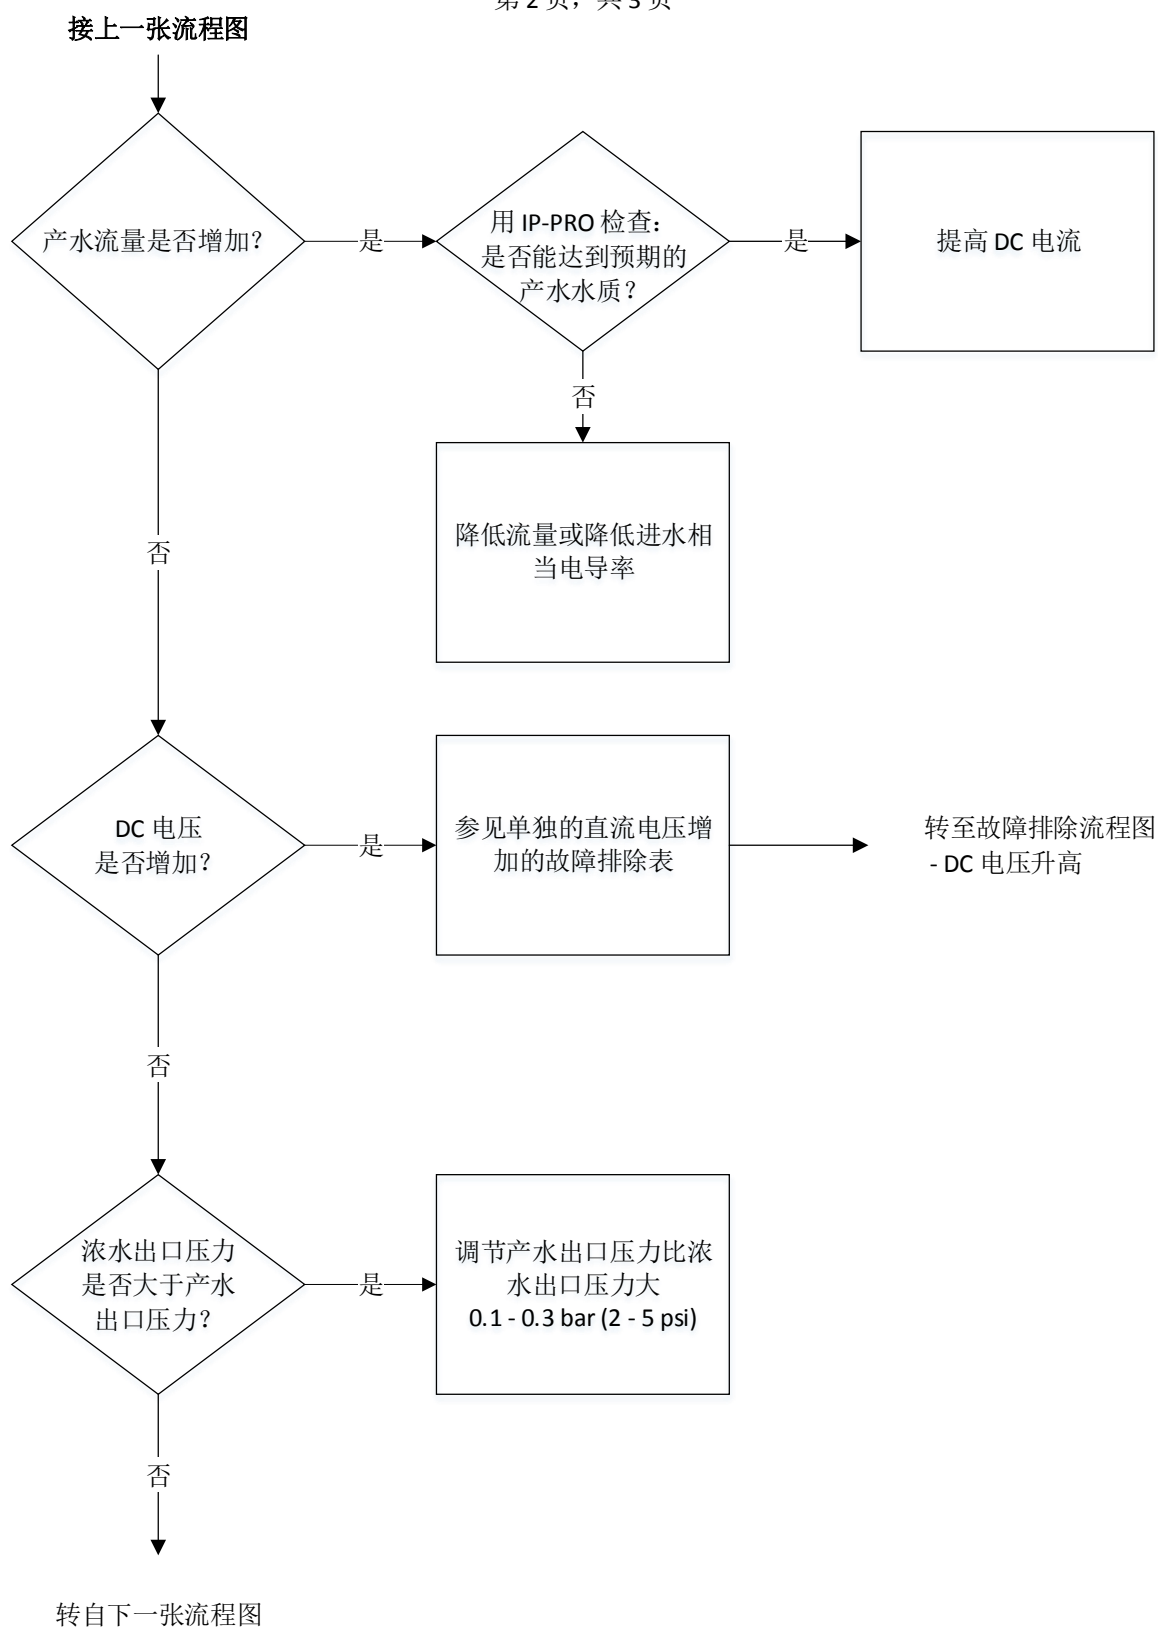 第 2 页，共 3 页
接上一张流程图
产水流量是否增加？
是
用 IP-PRO 检查：
是否能达到预期的
产水水质？
是
提高 DC 电流
否
降低流量或降低进水相
当电导率
否
DC 电压
是否增加？
是
参见单独的直流电压增
加的故障排除表
转至故障排除流程图
- DC 电压升高
否
浓水出口压力
是否大于产水
出口压力？
是
调节产水出口压力比浓
水出口压力大
0.1 - 0.3 bar (2 - 5 psi)
否
转自下一张流程图